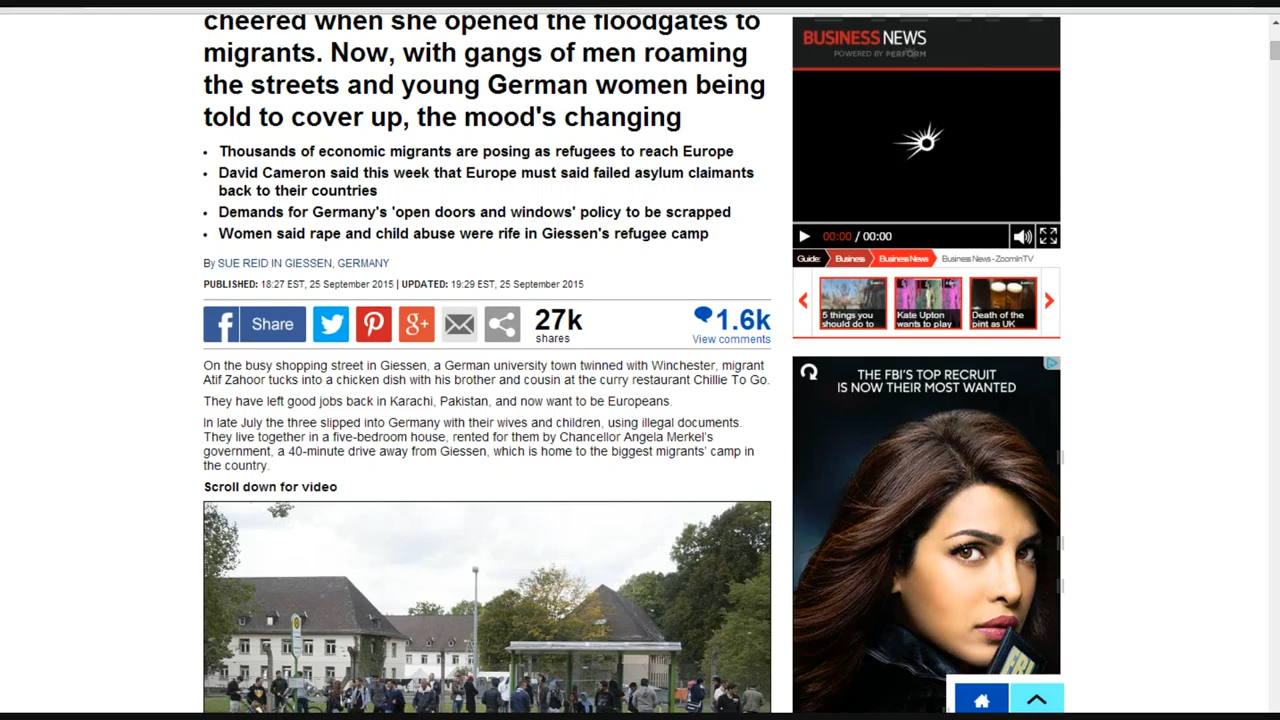 cheered when she opened the floodgates to
migrants. Now, with gangs of men roaming
the streets and young German women being
told to cover up, the mood's changing
• Thousands of economic migrants are posing as refugees to reach Europe
• David Cameron said this week that Europe must said failed asylum claimants
back to their countries
• Demands for Germany's 'open doors and windows' policy to be scrapped
• Women said rape and child abuse were rife in Giessen's refugee camp
By SUE REID IN GIESSEN, GERMANY
PUBLISHED: 18:27 EST, 25 September 2015 | UPDATED: 19:29 EST, 25 September 2015
Share
27k
shares
1.6k
View comments
On the busy shopping street in Giessen, a German university town twinned with Winchester, migrant
Atif Zahoor tucks into a chicken dish with his brother and cousin at the curry restaurant Chillie To Go.
They have left good jobs back in Karachi, Pakistan, and now want to be Europeans.
In late July the three slipped into Germany with their wives and children, using illegal documents.
They live together in a five-bedroom house, rented for them by Chancellor Angela Merkel's
government, a 40-minute drive away from Giessen, which is home to the biggest migrants' camp in
the country.
Scroll down for video
BUSINESS NEWS
POWERED BY PERFORM
00:00 / 00:00
Guide: Business Business News Business News - ZoomInTV
5 things you
should do to
Kate Upton
wants to play
Death of the
pint as UK
THE FBI'S TOP RECRUIT
IS NOW THEIR MOST WANTED
FBI